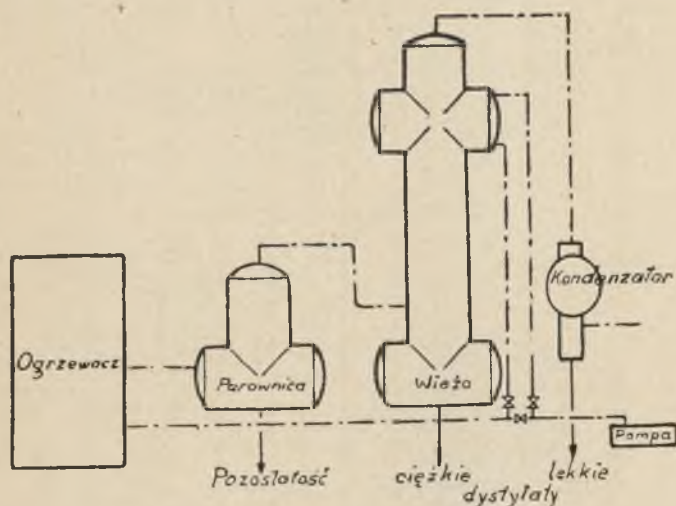 Kondenzator
Ogrzewacz
Parownica
Wieża
Pompa
Pozostałość
ciężkie
lekkie
dystylaty